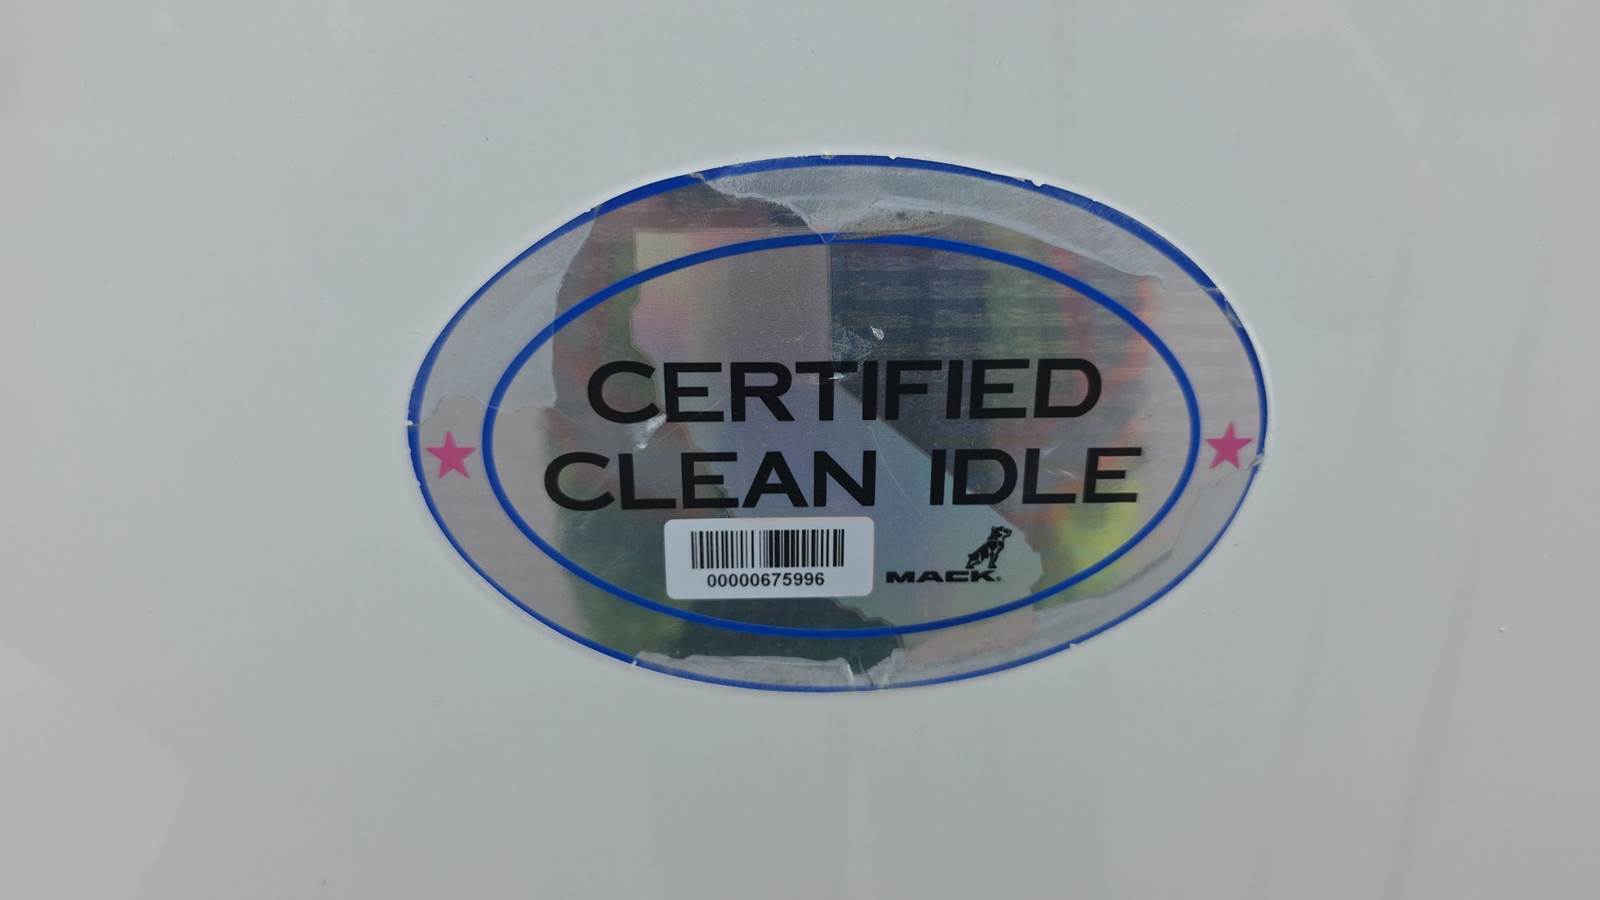 CERTIFIED
CLEAN IDLE
00000675996
MACK